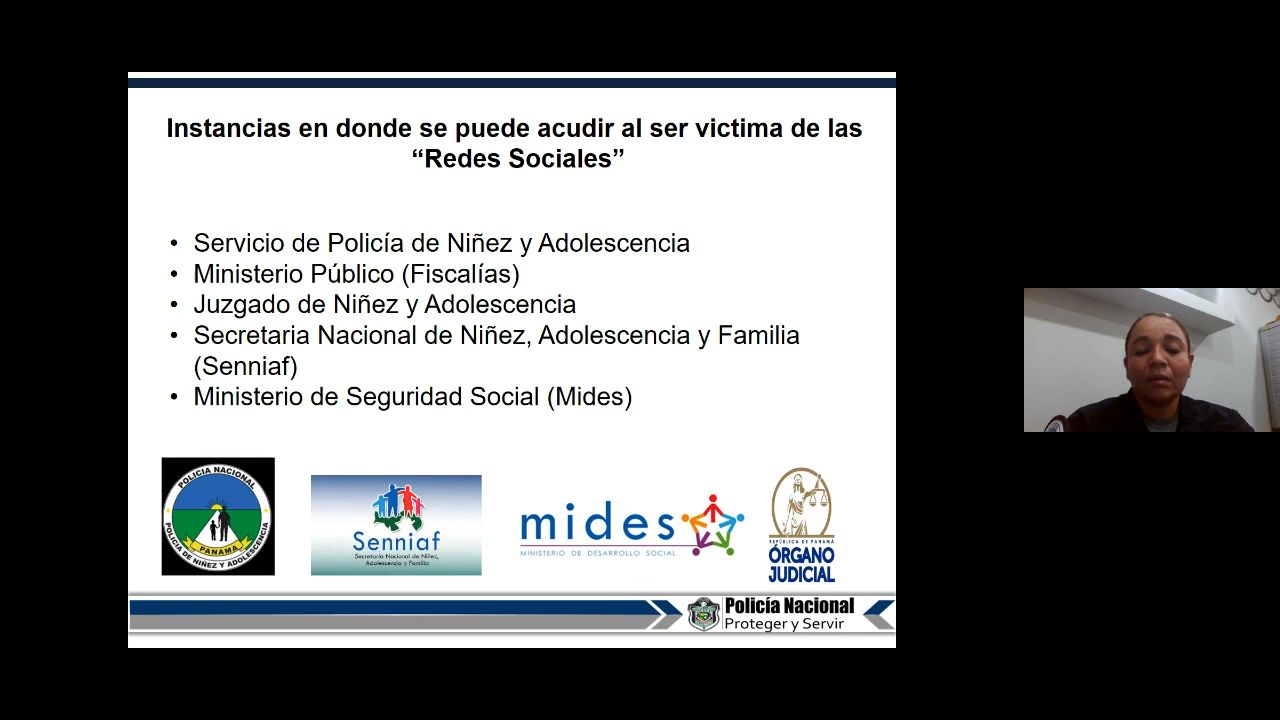 Instancias en donde se puede acudir al ser victima de las
“Redes Sociales”
• Servicio de Policía de Niñez y Adolescencia
• Ministerio Público (Fiscalías)
• Juzgado de Niñez y Adolescencia
• Secretaria Nacional de Niñez, Adolescencia y Familia
(Senniaf)
• Ministerio de Seguridad Social (Mides)
POLICIA NACIONAL
PANAMA
POLICIA DE NIÑEZ Y ADOLESCENCIA
Senniaf
Secretaría Nacional de Niñez,
Adolescencia y Familia
mides
MINISTERIO DE DESARROLLO SOCIAL
REPÚBLICA DE PANAMÁ
ÓRGANO
JUDICIAL
Policía Nacional
Proteger y Servir